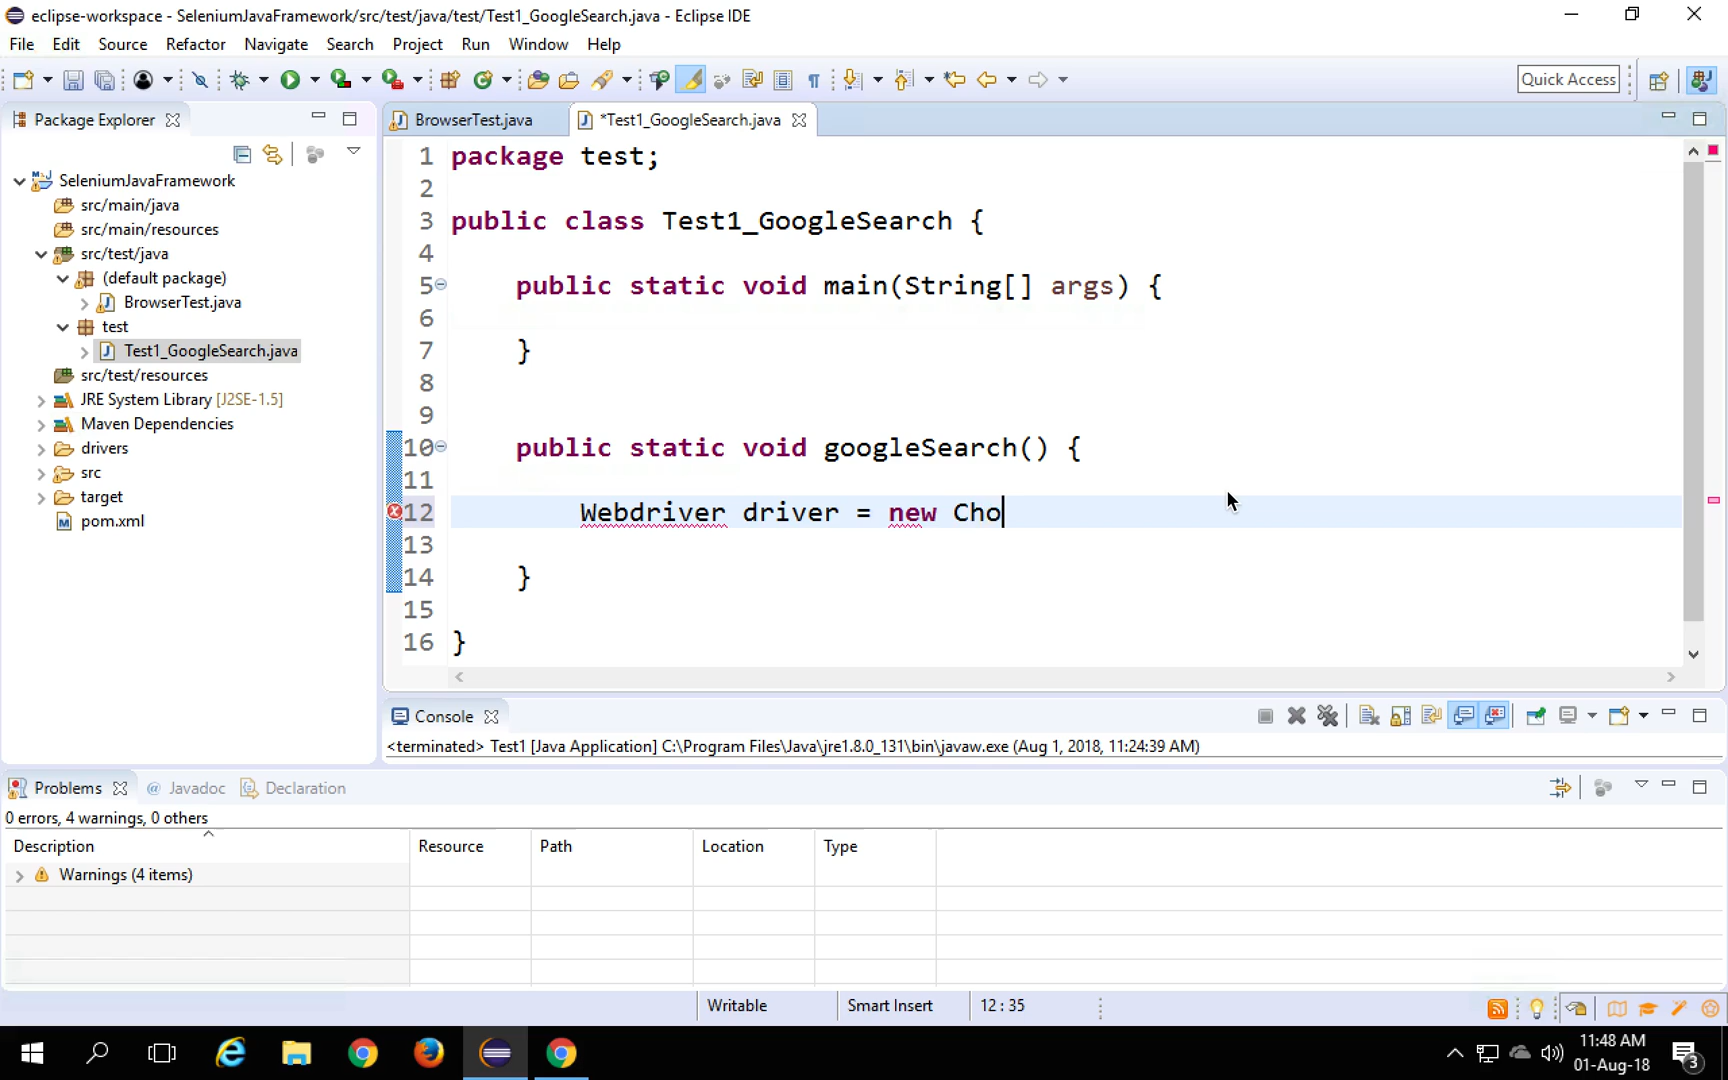 eclipse-workspace - SeleniumJavaFramework/src/test/java/test/Test1_GoogleSearch.java - Eclipse IDE
File Edit Source Refactor Navigate Search Project Run Window Help
Quick Access
Package Explorer
SeleniumJavaFramework
src/main/java
src/main/resources
src/test/java
(default package)
BrowserTest.java
test
Test1_GoogleSearch.java
src/test/resources
JRE System Library [J2SE-1.5]
Maven Dependencies
drivers
src
target
pom.xml
BrowserTest.java *Test1_GoogleSearch.java
1 package test;
2
3 public class Test1_GoogleSearch {
4
5 public static void main(String[] args) {
6
7 }
8
9
10 public static void googleSearch() {
11
12 Webdriver driver = new Cho
13
14 }
15
16 }
Console
<terminated> Test1 [Java Application] C:\Program Files\Java\jre1.8.0_131\bin\javaw.exe (Aug 1, 2018, 11:24:39 AM)
Problems @ Javadoc Declaration
0 errors, 4 warnings, 0 others
Description Resource Path Location Type
Warnings (4 items)
Writable Smart Insert 12 : 35
11:48 AM
01-Aug-18
3